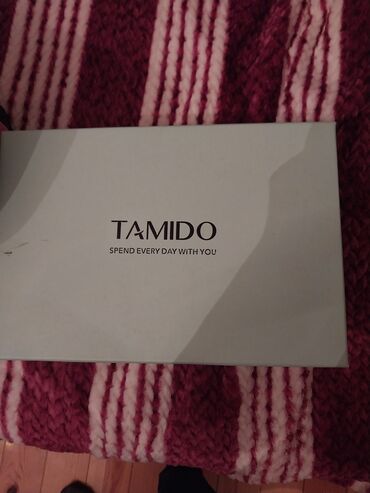 TAMIDO
SPEND EVERY DAY WITH YOU